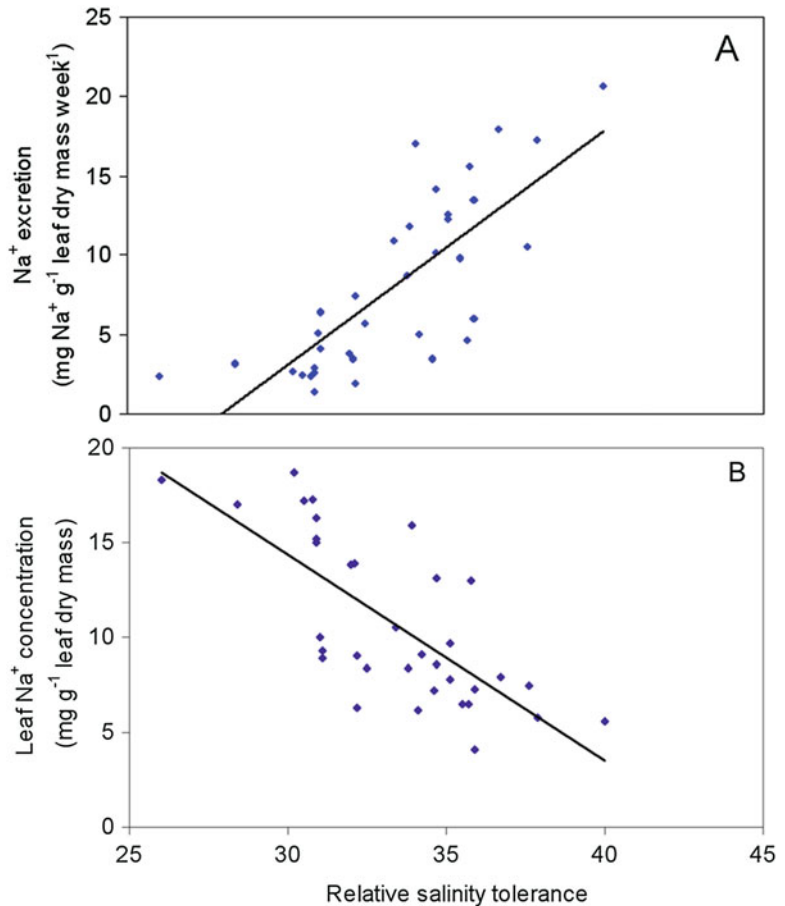 A
Na⁺ excretion
(mg Na⁺ g⁻¹ leaf dry mass week⁻¹)
25
20
15
10
5
0
B
Leaf Na⁺ concentration
(mg g⁻¹ leaf dry mass)
20
15
10
5
0
25 30 35 40 45
Relative salinity tolerance